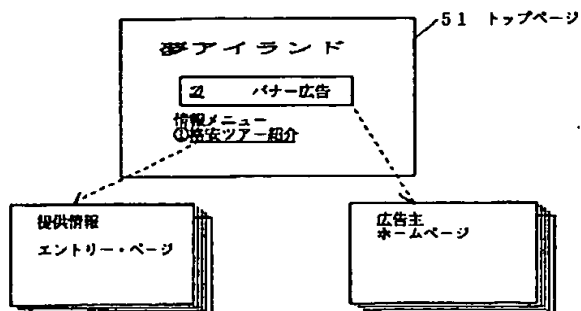 51 トップページ
夢アイランド
22 バナー広告
情報メニュー
①格安ツアー紹介
提供情報
エントリー・ページ
広告主
ホームページ